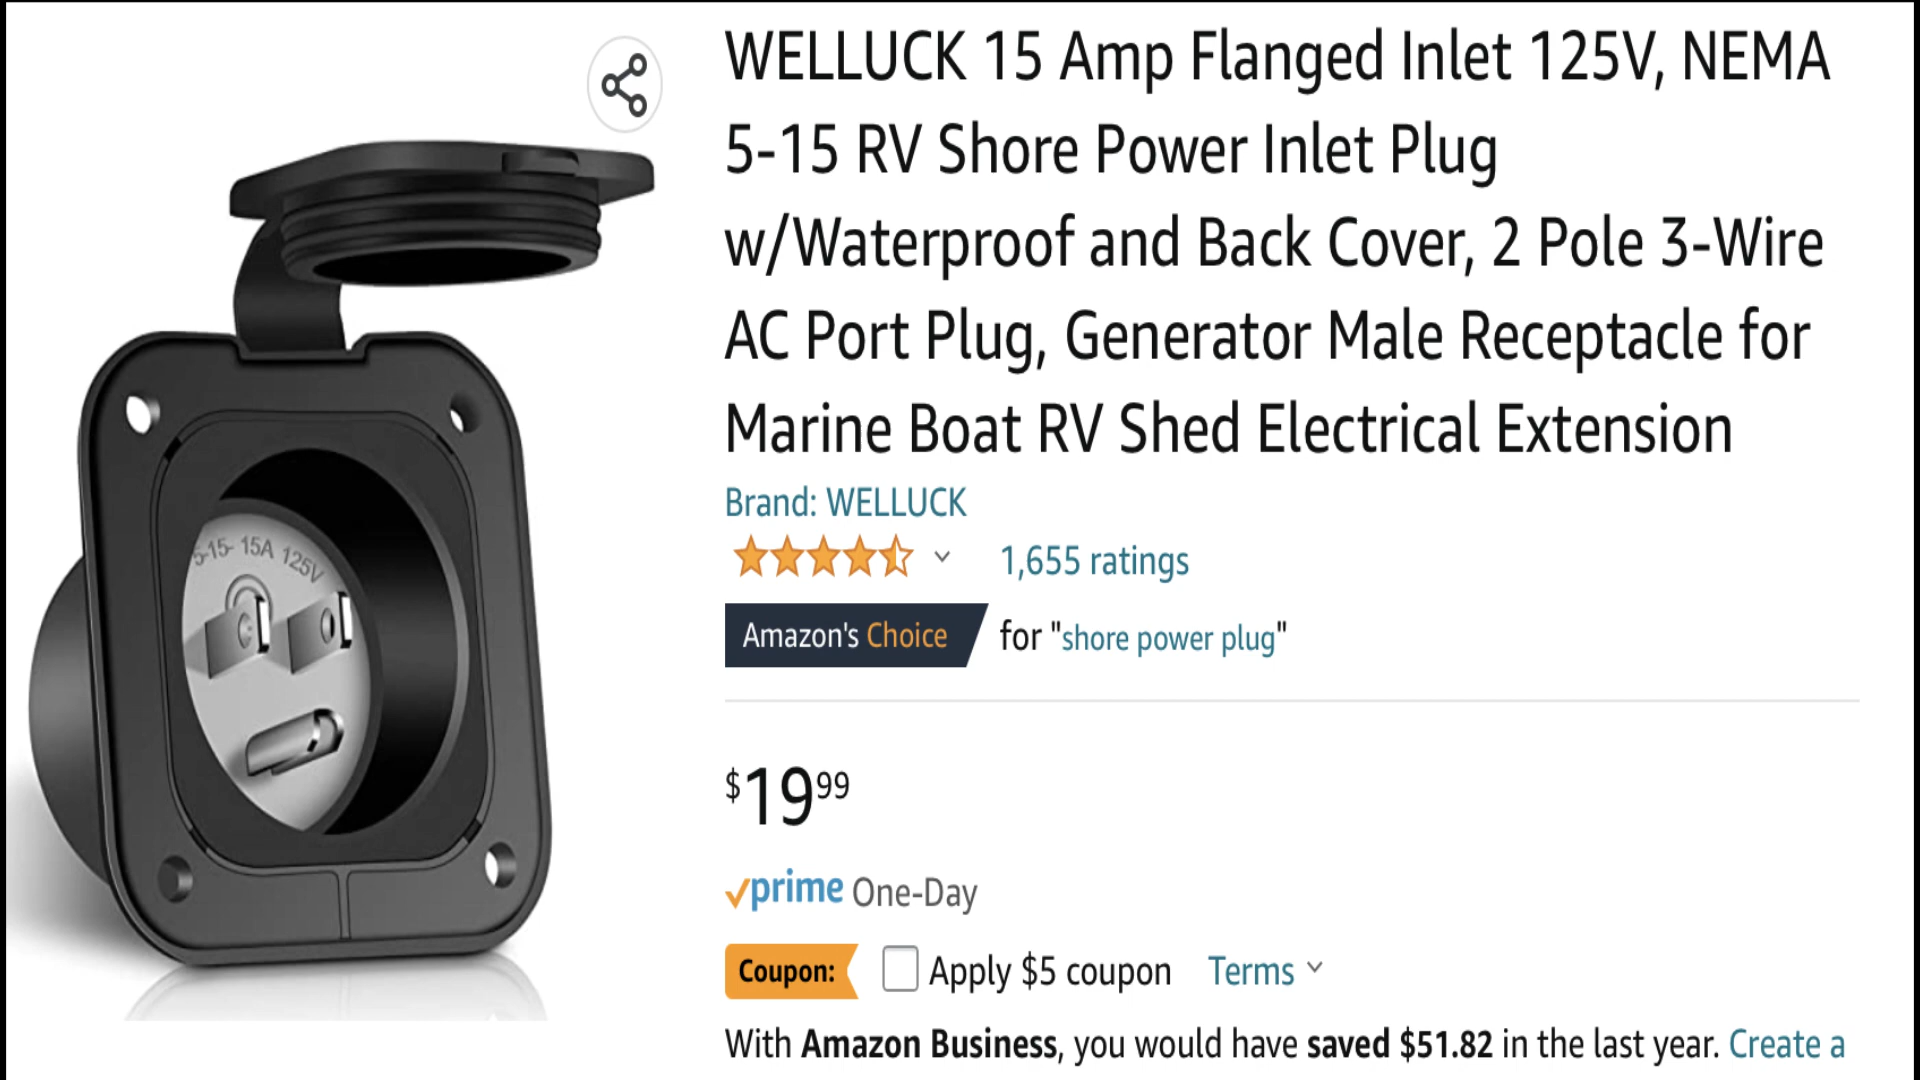 WELLUCK 15 Amp Flanged Inlet 125V, NEMA
5-15 RV Shore Power Inlet Plug
w/Waterproof and Back Cover, 2 Pole 3-Wire
AC Port Plug, Generator Male Receptacle for
Marine Boat RV Shed Electrical Extension
Brand: WELLUCK
1,655 ratings
Amazon's Choice for "shore power plug"
$19 99
prime One-Day
Coupon: Apply $5 coupon Terms
With Amazon Business, you would have saved $51.82 in the last year. Create a
5-15- 15A 125V